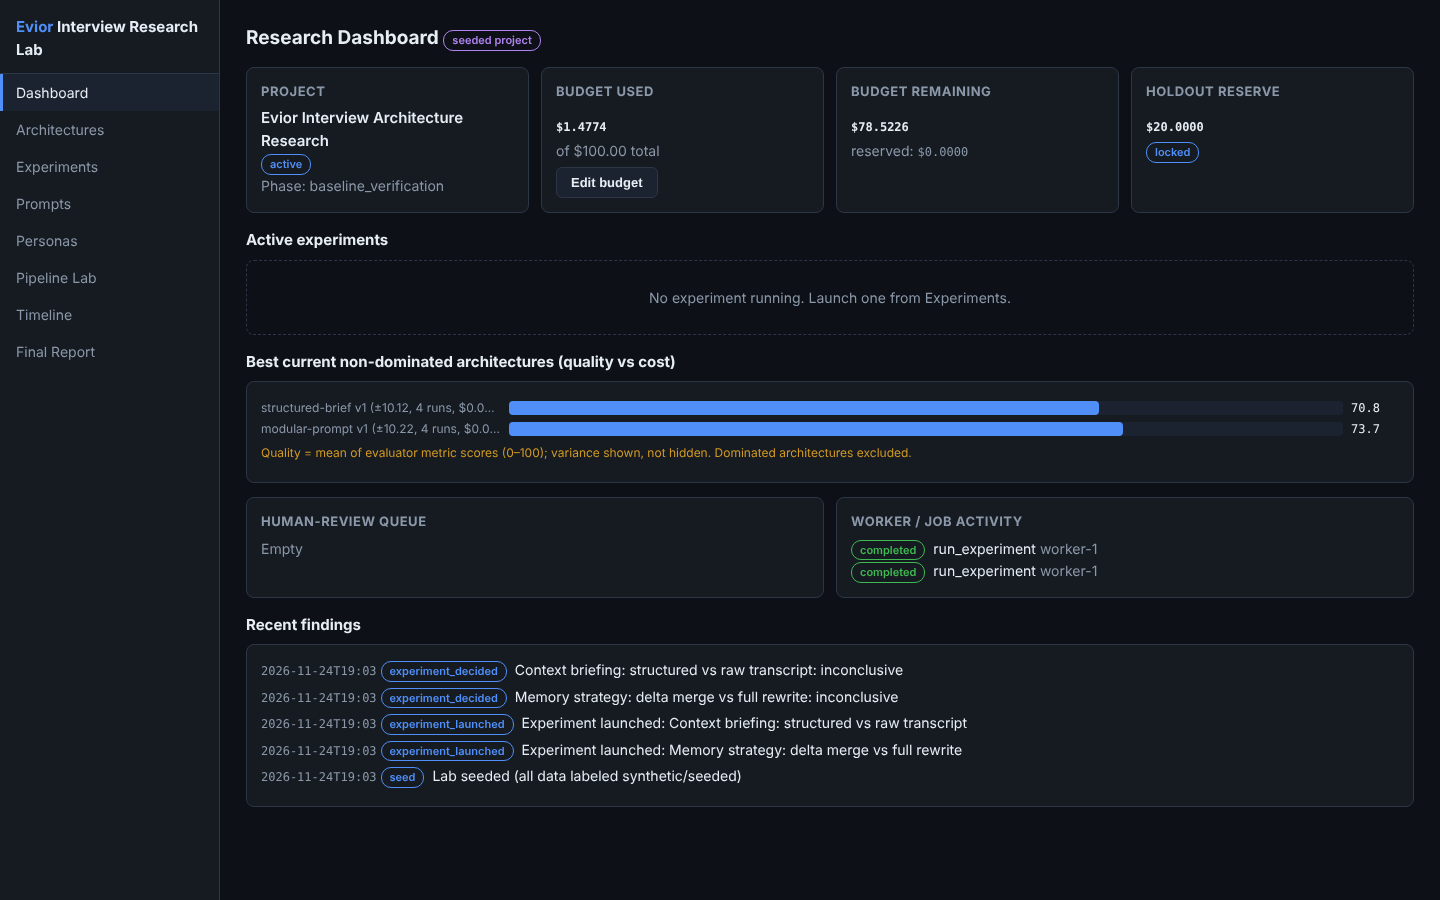 Evior Interview Research
Lab
Dashboard
Architectures
Experiments
Prompts
Personas
Pipeline Lab
Timeline
Final Report
Research Dashboard seeded project
PROJECT
Evior Interview Architecture
Research
active
Phase: baseline_verification
BUDGET USED
$1.4774
of $100.00 total
Edit budget
BUDGET REMAINING
$78.5226
reserved: $0.0000
HOLDOUT RESERVE
$20.0000
locked
Active experiments
No experiment running. Launch one from Experiments.
Best current non-dominated architectures (quality vs cost)
structured-brief v1 (±10.12, 4 runs, $0.0... 70.8
modular-prompt v1 (±10.22, 4 runs, $0.0... 73.7
Quality = mean of evaluator metric scores (0–100); variance shown, not hidden. Dominated architectures excluded.
HUMAN-REVIEW QUEUE
Empty
WORKER / JOB ACTIVITY
completed run_experiment worker-1
completed run_experiment worker-1
Recent findings
2026-11-24T19:03 experiment_decided Context briefing: structured vs raw transcript: inconclusive
2026-11-24T19:03 experiment_decided Memory strategy: delta merge vs full rewrite: inconclusive
2026-11-24T19:03 experiment_launched Experiment launched: Context briefing: structured vs raw transcript
2026-11-24T19:03 experiment_launched Experiment launched: Memory strategy: delta merge vs full rewrite
2026-11-24T19:03 seed Lab seeded (all data labeled synthetic/seeded)